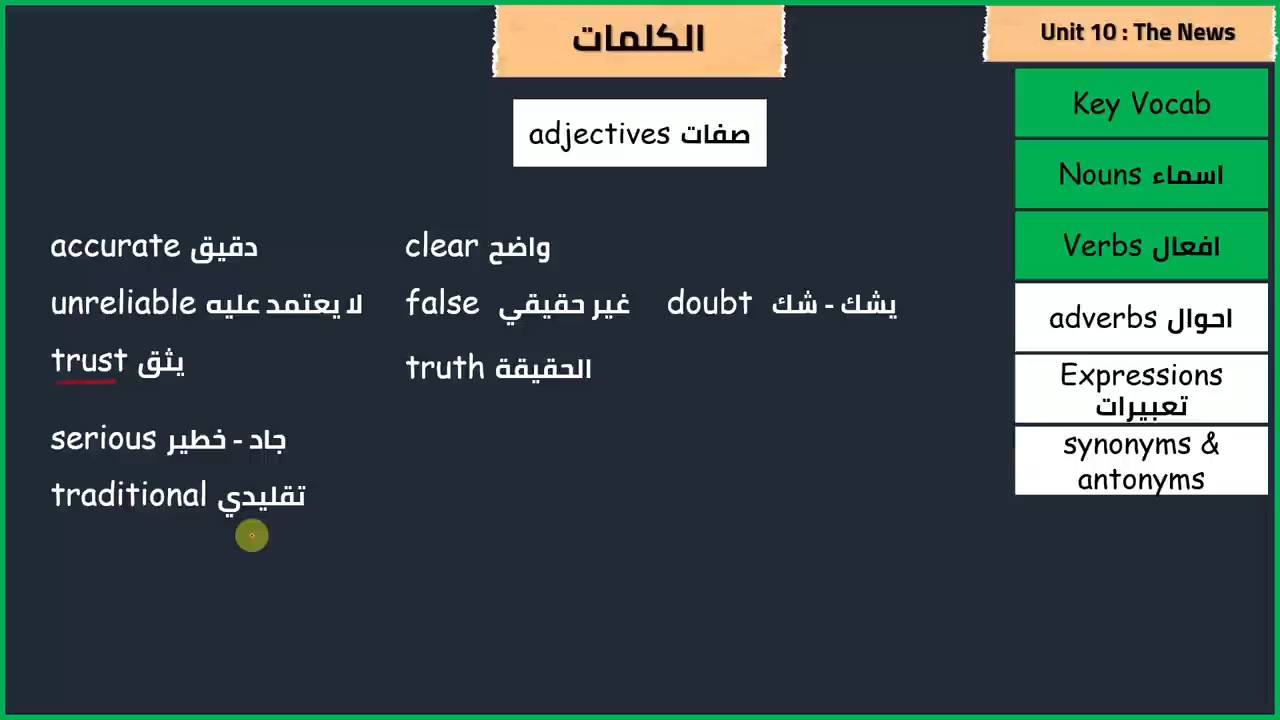 الكلمات
Unit 10 : The News
adjectives صفات
accurate دقيق
clear واضح
unreliable لا يعتمد عليه
false غير حقيقي
doubt يشك - شك
trust يثق
truth الحقيقة
serious جاد - خطير
traditional تقليدي
Key Vocab
Nouns اسماء
Verbs افعال
adverbs احوال
Expressions
تعبيرات
synonyms &
antonyms